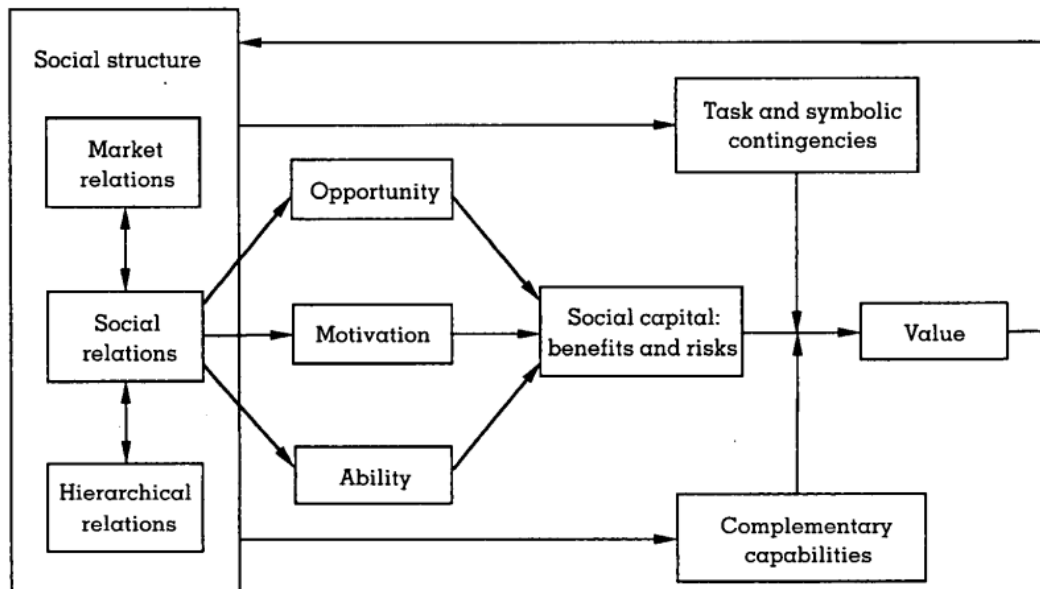 Social structure
Market
relations
Social
relations
Hierarchical
relations
Opportunity
Motivation
Ability
Social capital:
benefits and risks
Task and symbolic
contingencies
Complementary
capabilities
Value